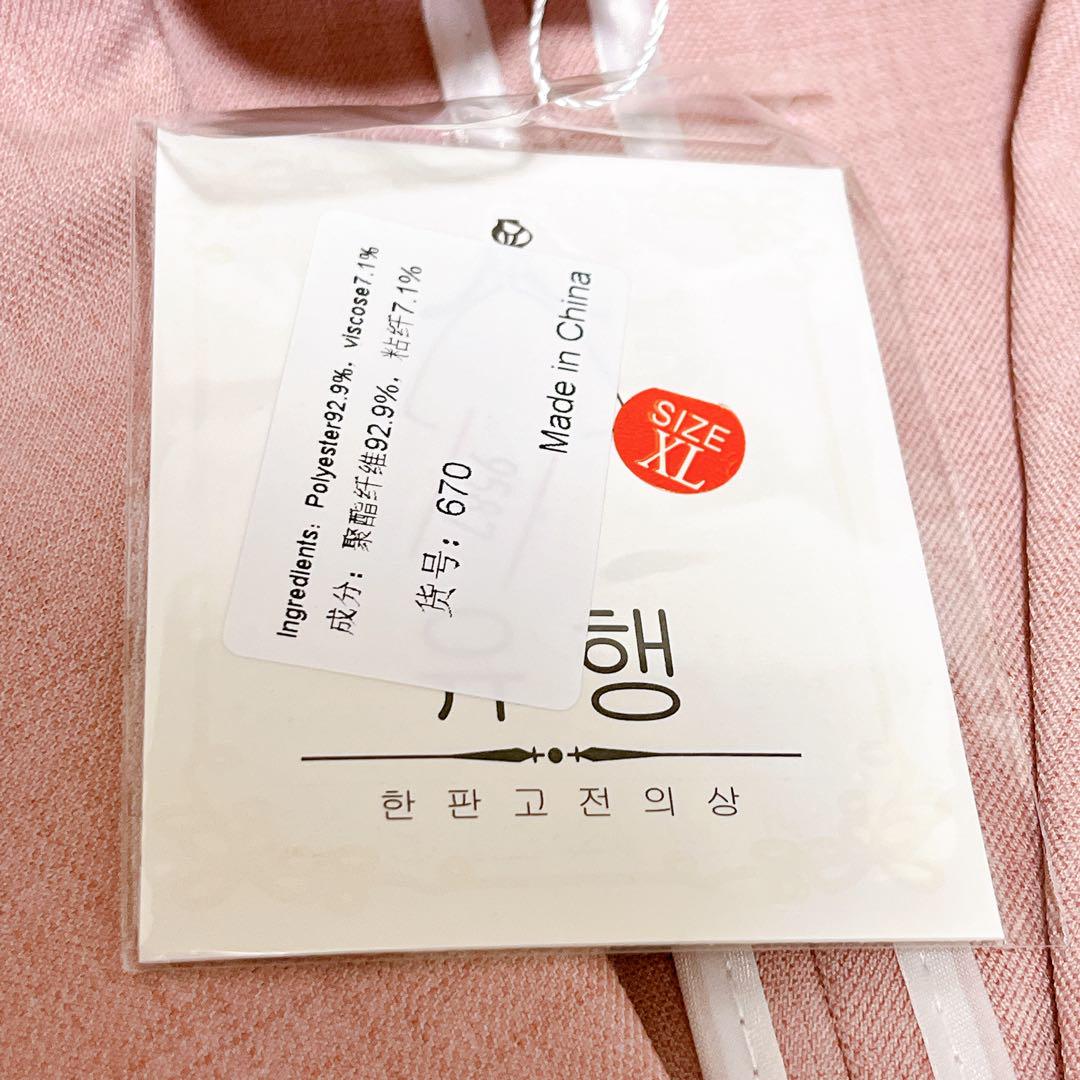 Ingredients: Polyester92.9%, viscose7.1%
成分: 聚酯纤维92.9%, 粘纤7.1%
货号: 670
Made in China
SIZE
XL
행
한판고전의상